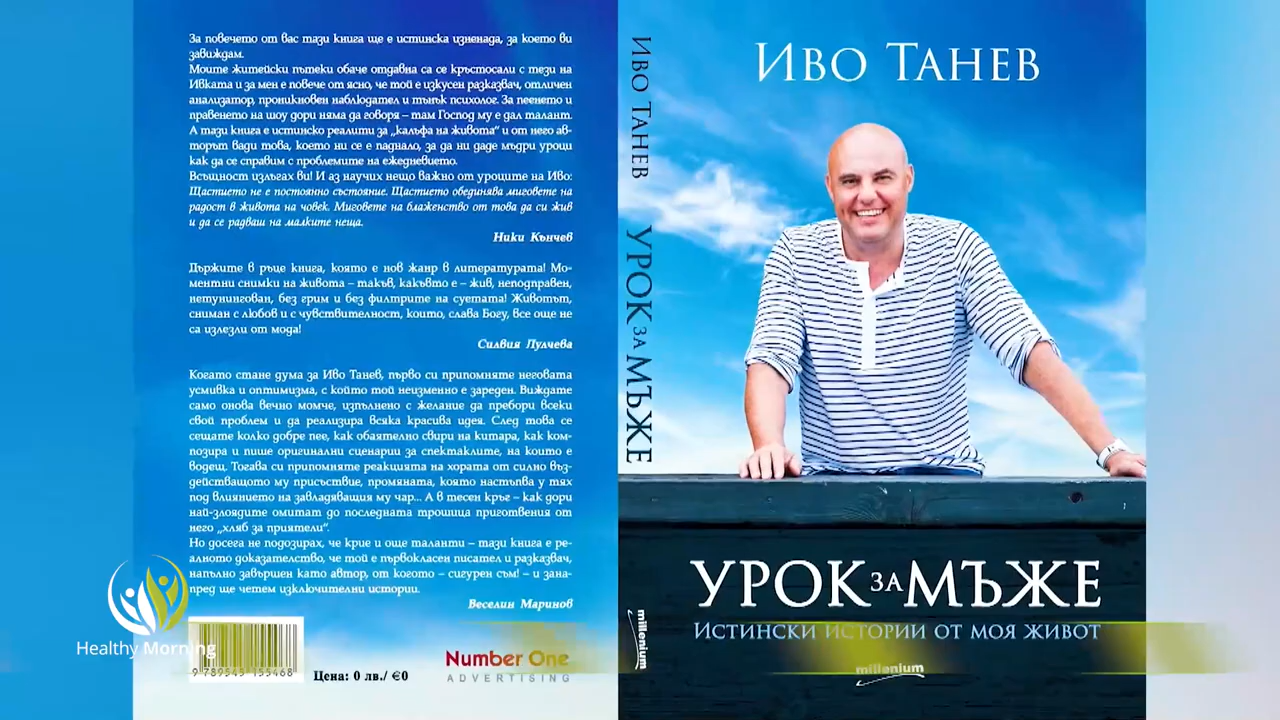 За повечето от вас тази книга ще е истинска изненада, за което ви
завиждам.
Моите житейски пътеки обаче отдавна са се кръстосали с тези на
Ивката и за мен е повече от ясно, че той е изкусен разказвач, отличен
анализатор, проникновен наблюдател и тънък психолог. За пеенето и
правенето на шоу дори няма да говоря – там Господ му е дал талант.
А тази книга е истинско реалити за „калъфа на живота“ и от него ав-
торът вади това, което ни се е паднало, за да ни даде мъдри уроци
как да се справим с проблемите на ежедневието.
Всъщност излъгах ви! И аз научих нещо важно от уроците на Иво:
Щастието не е постоянно състояние. Щастието обединява миговете на
радост в живота на човек. Миговете на блаженство от това да си жив
и да се радваш на малките неща.
Ники Кънчев
Държите в ръце книга, която е нов жанр в литературата! Мо-
ментни снимки на живота – такъв, какъвто е – жив, неподправен,
нетунингован, без грим и без филтрите на суетата! Животът,
сниман с любов и с чувствителност, които, слава Богу, все още не
са излезли от мода!
Силвия Лулчева
Когато стане дума за Иво Танев, първо си припомняте неговата
усмивка и оптимизма, с който той неизменно е зареден. Виждате
само онова вечно момче, изпълнено с желание да пребори всеки
свой проблем и да реализира всяка красива идея. След това се
сещате колко добре пее, как обаятелно свири на китара, как ком-
позира и пише оригинални сценарии за спектаклите, на които е
водещ. Тогава си припомняте реакцията на хората от силно въз-
действащото му присъствие, промяната, която настъпва у тях
под влиянието на завладяващия му чар... А в тесен кръг – как дори
най-злоядите омитат до последната трошица приготвения от
него „хляб за приятели“.
Но досега не подозирах, че крие и още таланти – тази книга е ре-
алното доказателство, че той е първокласен писател и разказвач,
напълно завършен като автор, от когото – сигурен съм! – и зана-
пред ще четем изключителни истории.
Веселин Маринов
Healthy Morning
9 789545 155468
Цена: 0 лв./ €0
Number One
ADVERTISING
Иво Танев
Урок за мъже
millenium
Иво Танев
Урок за мъже
Истински истории от моя живот
millenium